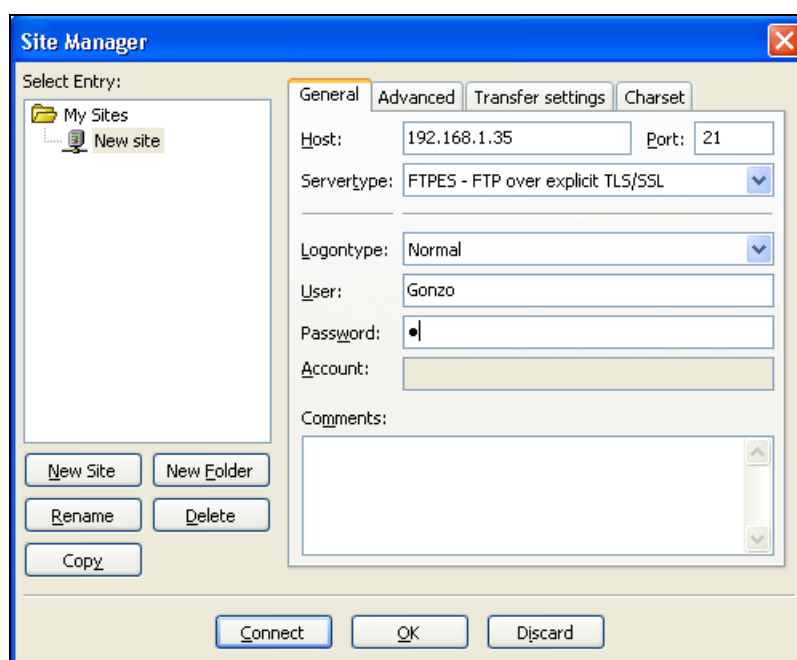 Site Manager
Select Entry:
My Sites
New site
New Site
New Folder
Rename
Delete
Copy
General
Advanced
Transfer settings
Charset
Host: 192.168.1.35 Port: 21
Servertype: FTPES - FTP over explicit TLS/SSL
Logontype: Normal
User: Gonzo
Password: ●
Account:
Comments:
Connect
OK
Discard